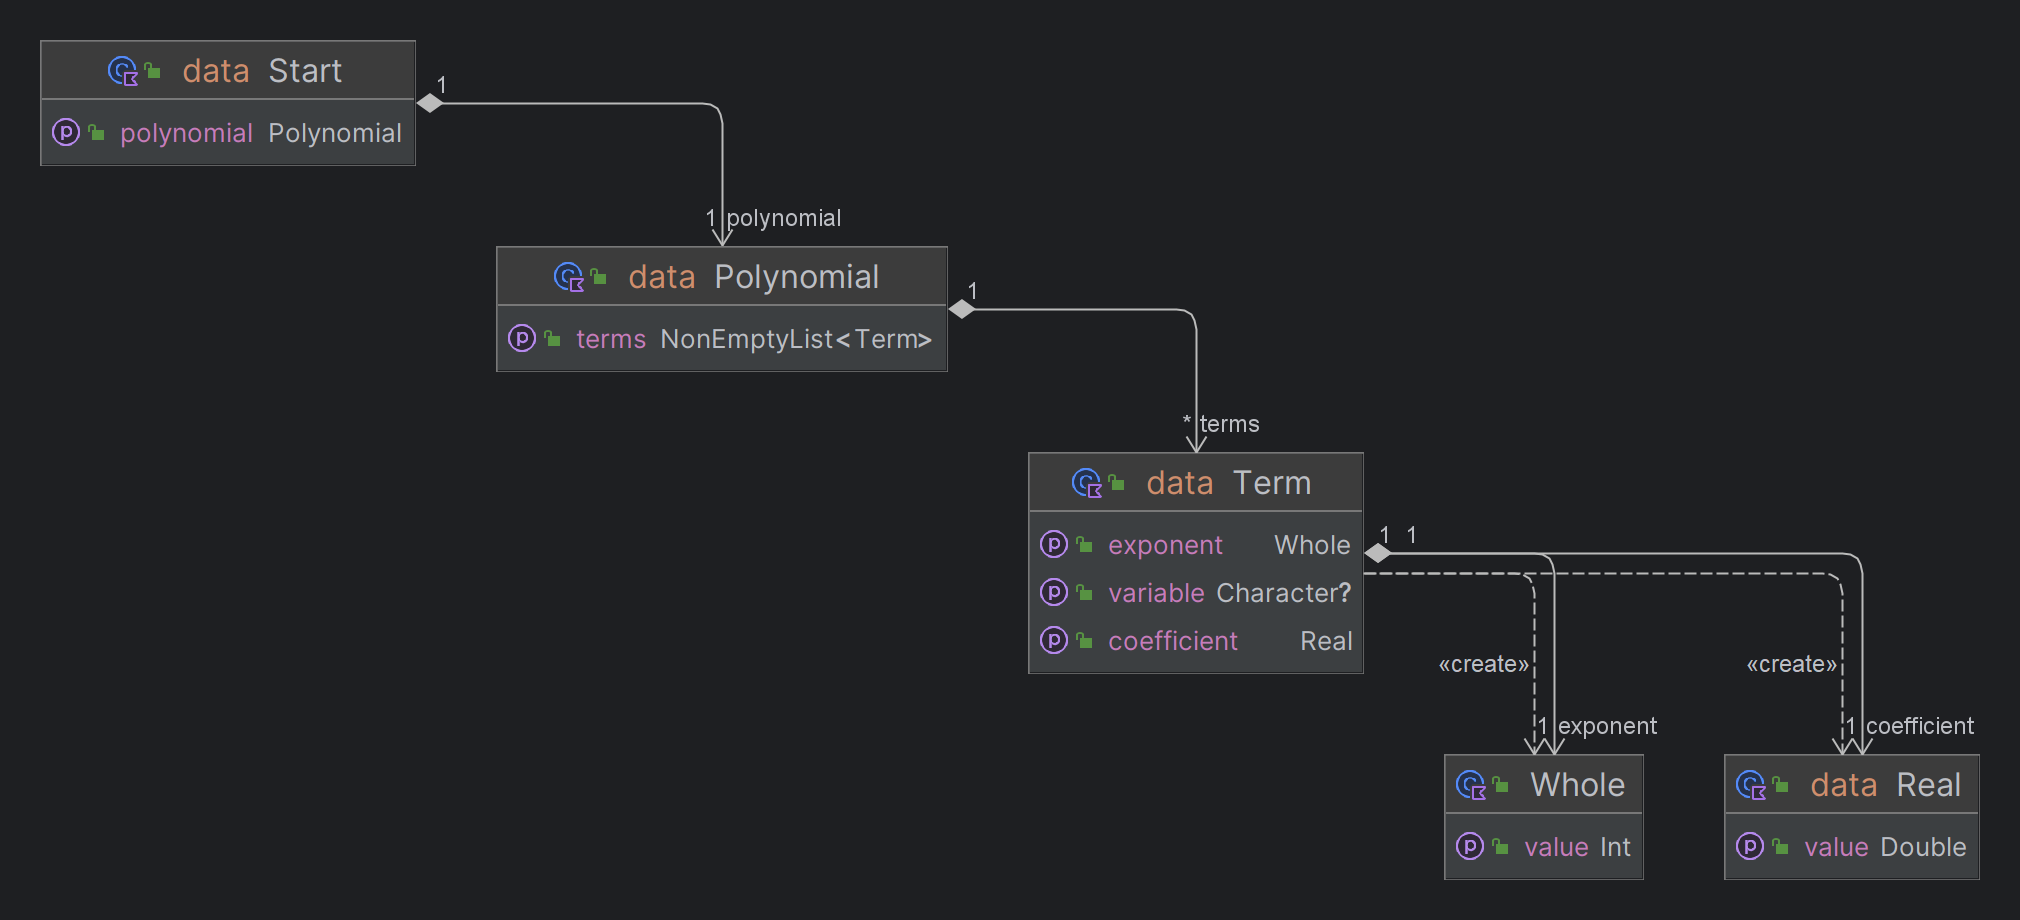 data Start
polynomial Polynomial
1
1 polynomial
data Polynomial
terms NonEmptyList<Term>
1
* terms
data Term
exponent Whole
variable Character?
coefficient Real
1 1
«create» «create»
1 exponent
1 coefficient
Whole
value Int
data Real
value Double